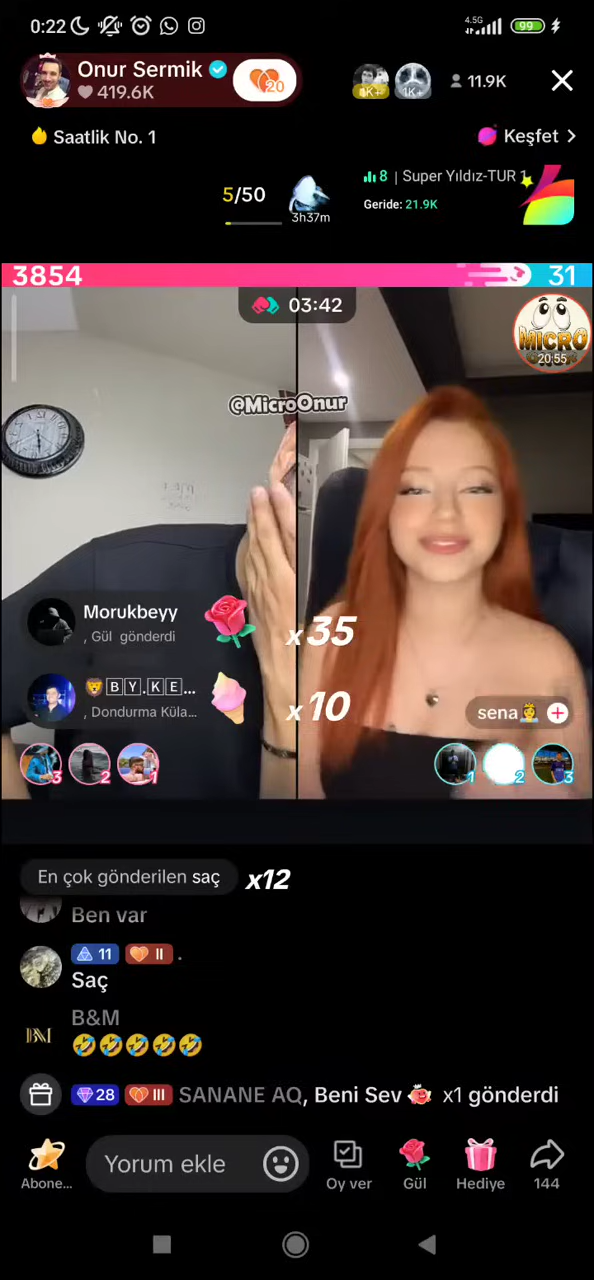 0:22
4.5G
99
Onur Sermik
419.6K
20
1K+
1K+
11.9K
Saatlik No. 1
Keşfet
5/50
3h37m
8 | Super Yıldız-TUR 1
Geride: 21.9K
3854
31
03:42
MICRO
20:55
@MicroOnur
Morukbeyy
, Gül gönderdi
x35
🦁🄱🅈.🄺🄴...
, Dondurma Küla...
x10
sena👸
3
2
1
1
2
3
En çok gönderilen saç
x12
Ben var
11
II
.
Saç
B&M
🤣🤣🤣🤣🤣
28
III
SANANE AQ, Beni Sev x1 gönderdi
Abone...
Yorum ekle
Oy ver
Gül
Hediye
144